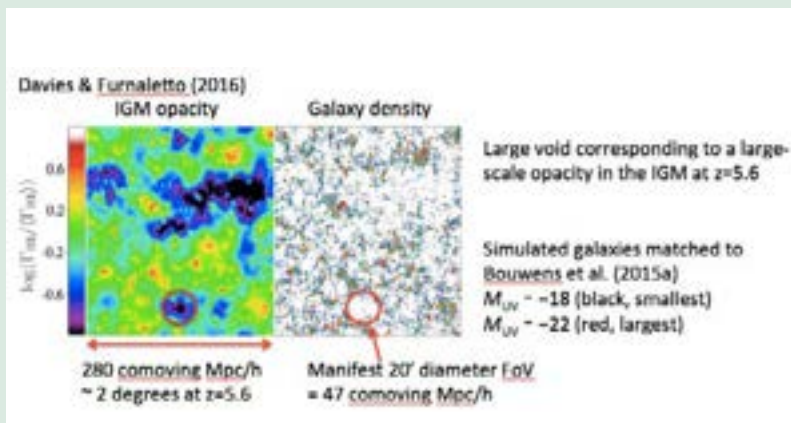 Davies & Furnaletto (2016)
IGM opacity
Galaxy density
0.6
0.2
-0.2
-0.6
Large void corresponding to a large-
scale opacity in the IGM at z=5.6
Simulated galaxies matched to
Bouwens et al. (2015a)
MUV ~ −18 (black, smallest)
MUV ~ −22 (red, largest)
280 comoving Mpc/h
~ 2 degrees at z=5.6
Manifest 20' diameter FoV
= 47 comoving Mpc/h